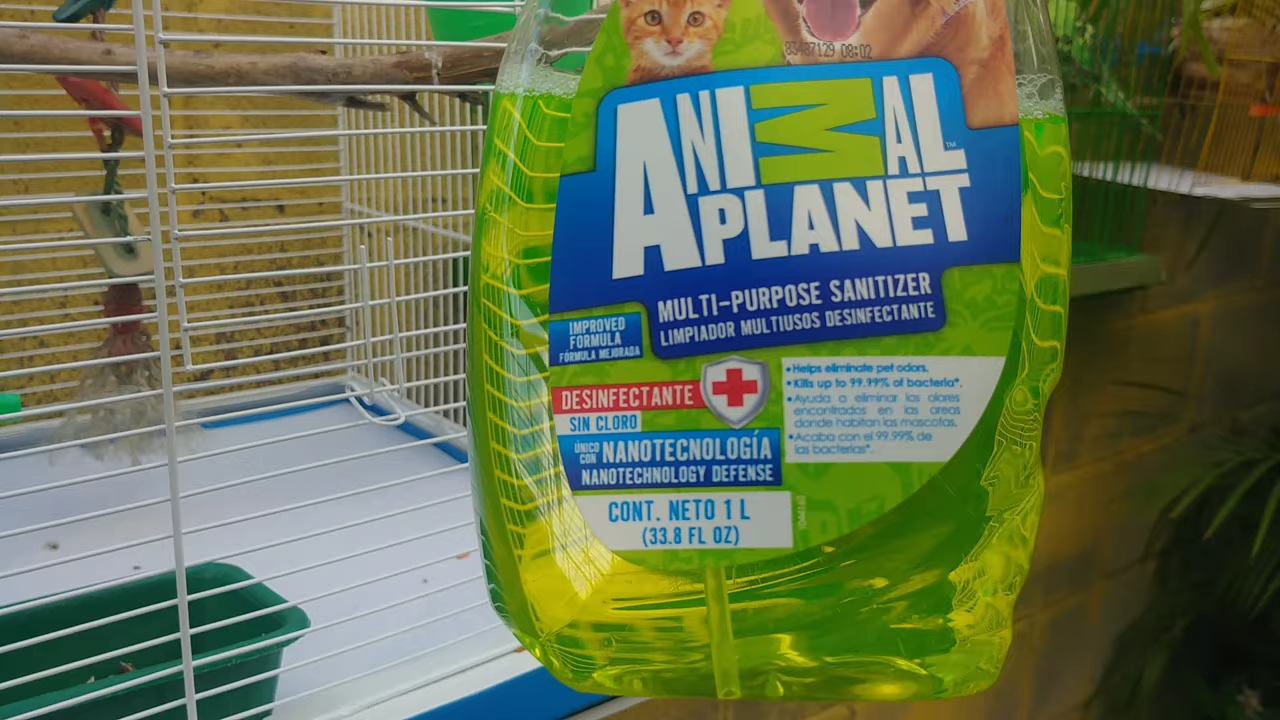 83487129 08:02
ANIMAL
PLANET™
MULTI-PURPOSE SANITIZER
LIMPIADOR MULTIUSOS DESINFECTANTE
IMPROVED
FORMULA
FÓRMULA MEJORADA
DESINFECTANTE
SIN CLORO
ÚNICO
CON NANOTECNOLOGÍA
NANOTECHNOLOGY DEFENSE
• Helps eliminate pet odors.
• Kills up to 99.99% of bacteria*.
• Ayuda a eliminar los olores
encontrados en las areas
donde habitan las mascotas.
• Acaba con el 99.99% de
las bacterias*.
CONT. NETO 1 L
(33.8 FL OZ)